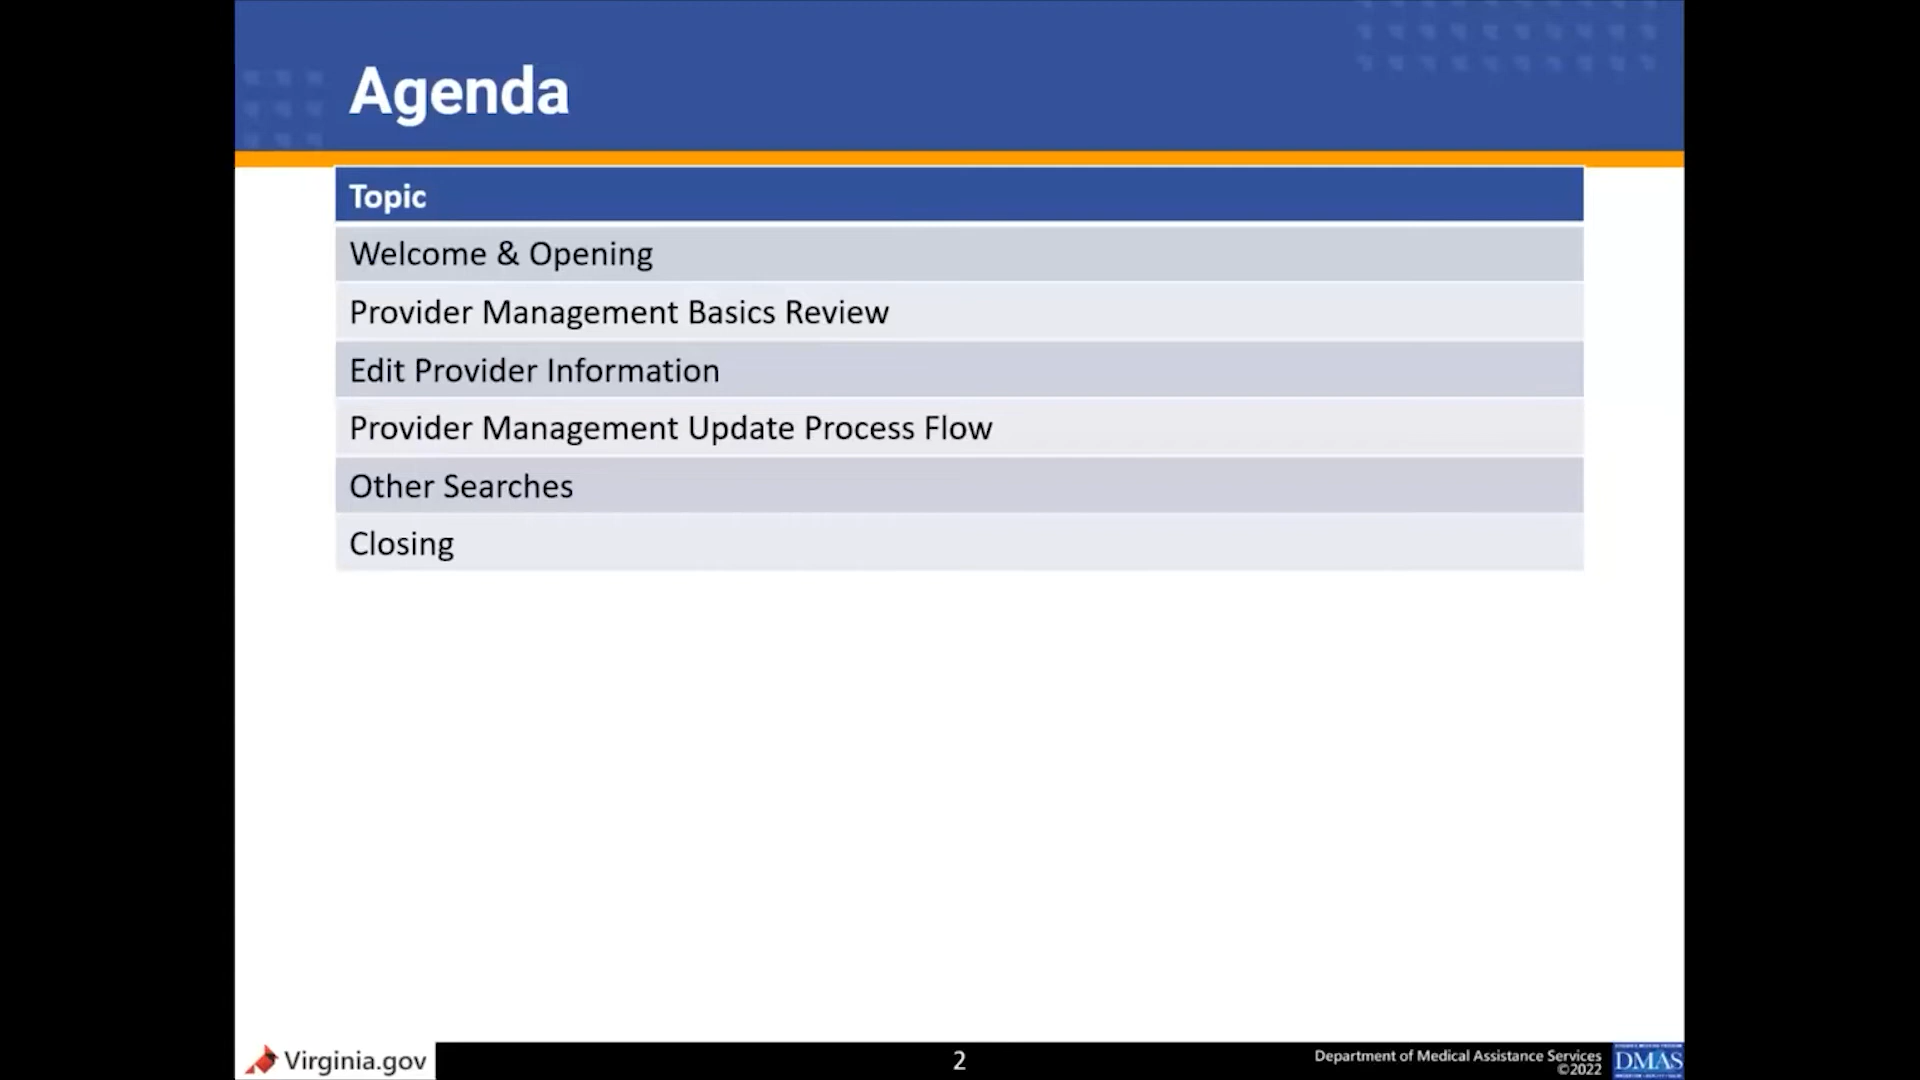 Agenda
Topic
Welcome & Opening
Provider Management Basics Review
Edit Provider Information
Provider Management Update Process Flow
Other Searches
Closing
Virginia.gov
2
Department of Medical Assistance Services
©2022
DMAS